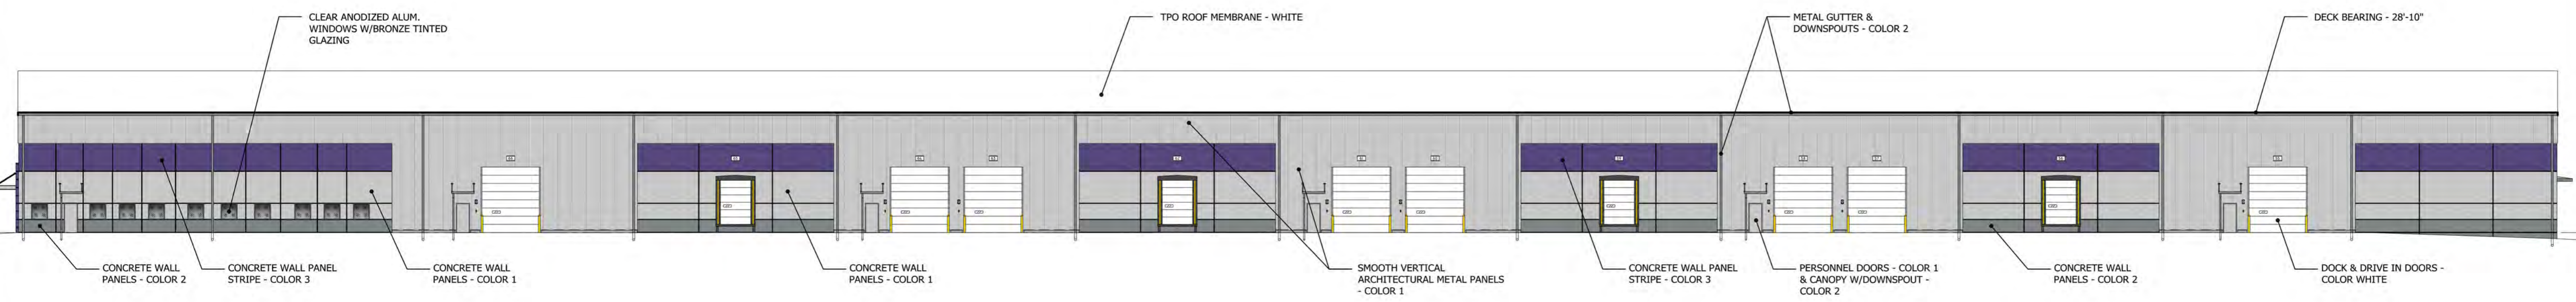 CLEAR ANODIZED ALUM.
WINDOWS W/BRONZE TINTED
GLAZING
TPO ROOF MEMBRANE - WHITE
METAL GUTTER &
DOWNSPOUTS - COLOR 2
DECK BEARING - 28'-10"
CONCRETE WALL
PANELS - COLOR 2
CONCRETE WALL PANEL
STRIPE - COLOR 3
CONCRETE WALL
PANELS - COLOR 1
CONCRETE WALL
PANELS - COLOR 1
SMOOTH VERTICAL
ARCHITECTURAL METAL PANELS
- COLOR 1
CONCRETE WALL PANEL
STRIPE - COLOR 3
PERSONNEL DOORS - COLOR 1
& CANOPY W/DOWNSPOUT -
COLOR 2
CONCRETE WALL
PANELS - COLOR 2
DOCK & DRIVE IN DOORS -
COLOR WHITE